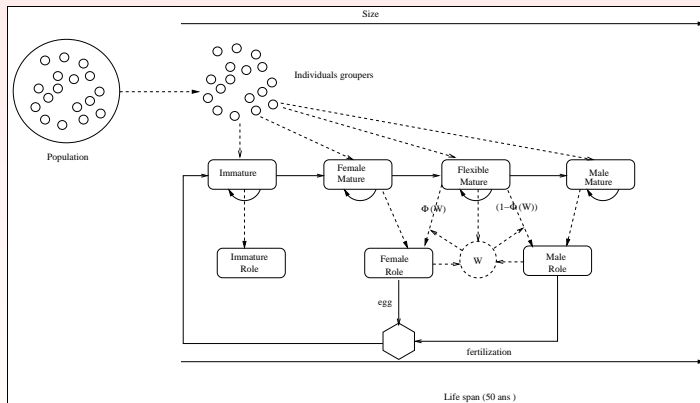 Size
Individuals groupers
Population
Immature
Female
Mature
Flexible
Mature
Male
Mature
Φ(W)
(1−Φ(W))
Immature
Role
Female
Role
W
Male
Role
egg
fertilization
Life span (50 ans )